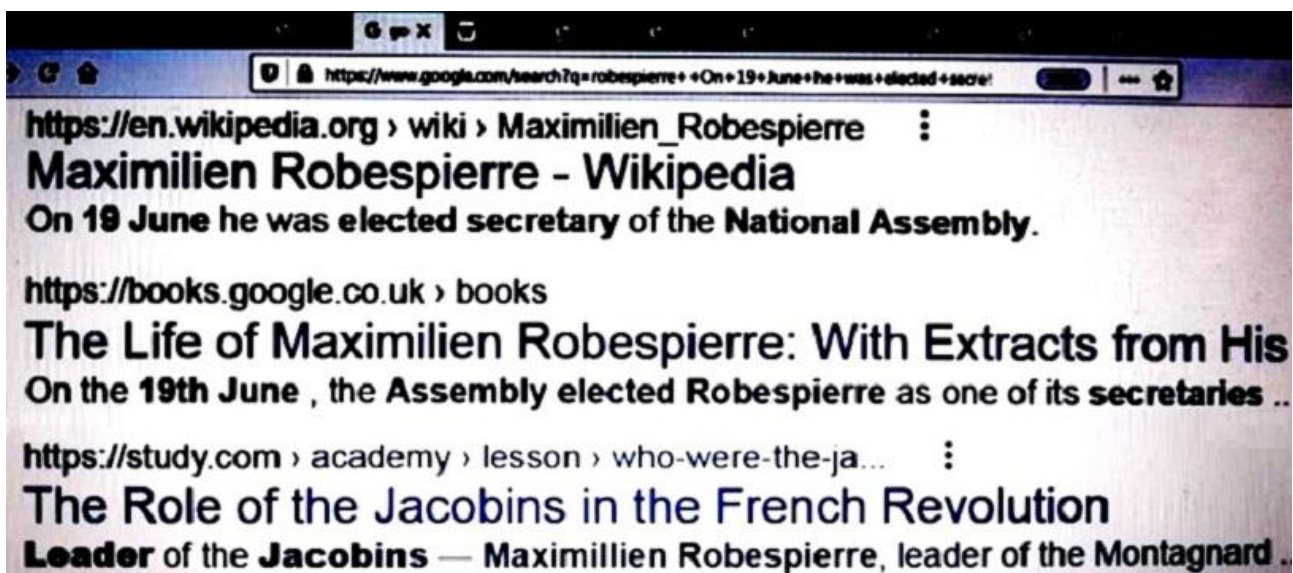 G X
https://www.google.com/search?q=robespierre+ +On+19+June+he+was+elected+secre
https://en.wikipedia.org › wiki › Maximilien_Robespierre
Maximilien Robespierre - Wikipedia
On 19 June he was elected secretary of the National Assembly.
https://books.google.co.uk › books
The Life of Maximilien Robespierre: With Extracts from His
On the 19th June , the Assembly elected Robespierre as one of its secretaries ..
https://study.com › academy › lesson › who-were-the-ja...
The Role of the Jacobins in the French Revolution
Leader of the Jacobins — Maximillien Robespierre, leader of the Montagnard ..